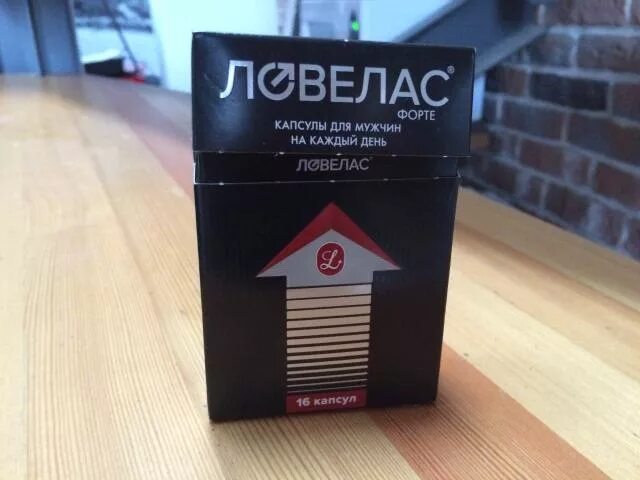 ЛОВЕЛАС®
ФОРТЕ
КАПСУЛЫ ДЛЯ МУЖЧИН
НА КАЖДЫЙ ДЕНЬ
ЛОВЕЛАС®
L
16 капсул